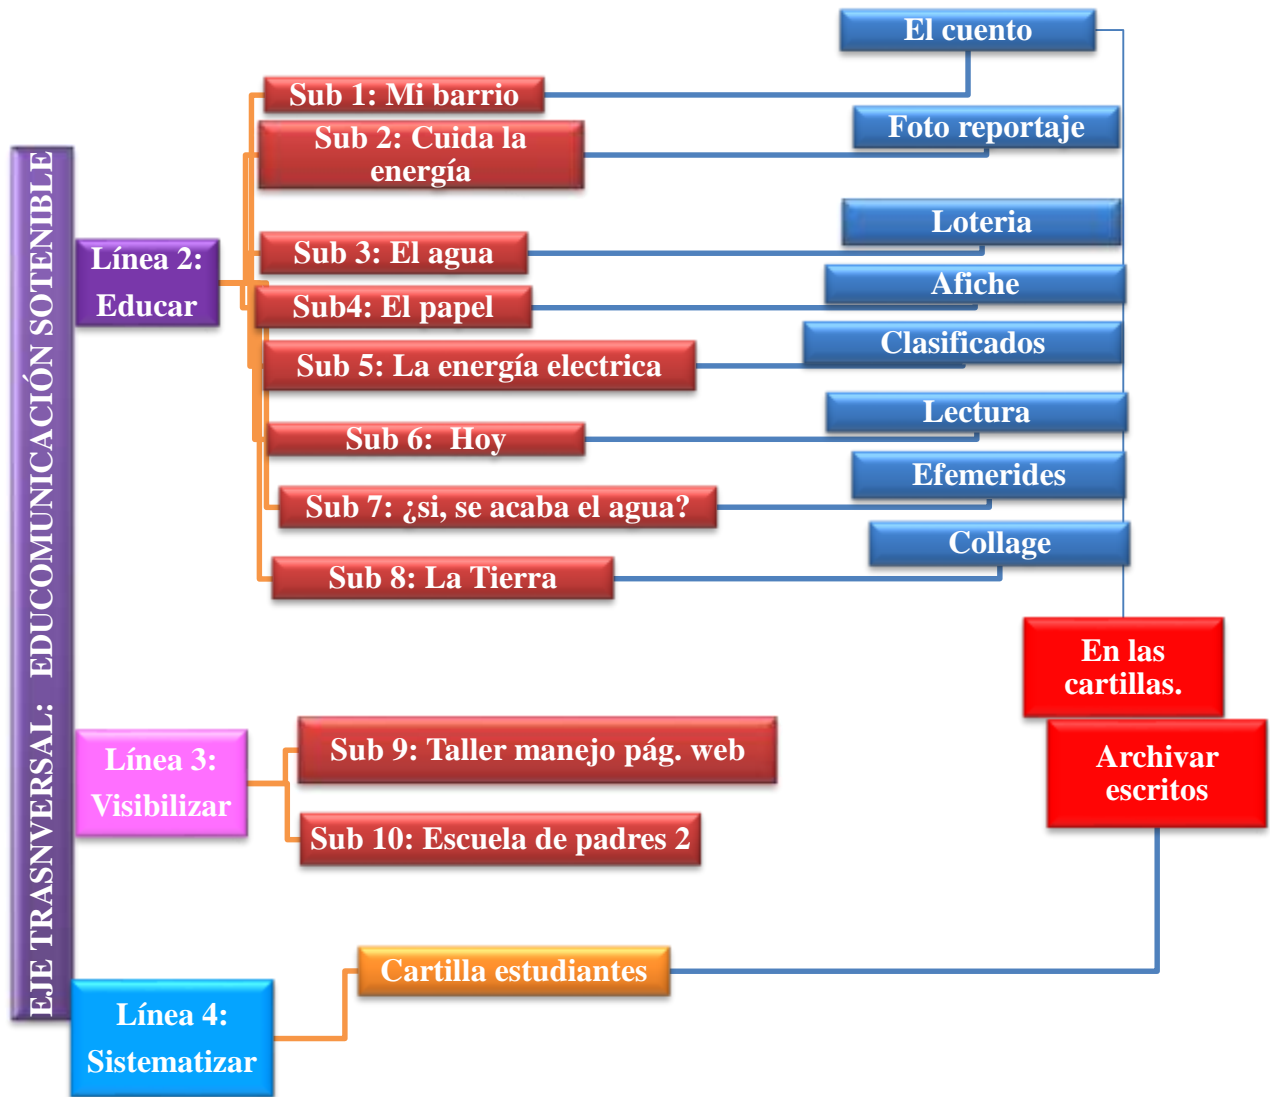 EJE TRASNVERSAL: EDUCOMUNICACIÓN SOTENIBLE
Línea 2:
Educar
Sub 1: Mi barrio
El cuento
Sub 2: Cuida la
energía
Foto reportaje
Sub 3: El agua
Loteria
Sub4: El papel
Afiche
Sub 5: La energía electrica
Clasificados
Sub 6: Hoy
Lectura
Sub 7: ¿si, se acaba el agua?
Efemerides
Sub 8: La Tierra
Collage
En las
cartillas.
Línea 3:
Visibilizar
Sub 9: Taller manejo pág. web
Sub 10: Escuela de padres 2
Archivar
escritos
Línea 4:
Sistematizar
Cartilla estudiantes